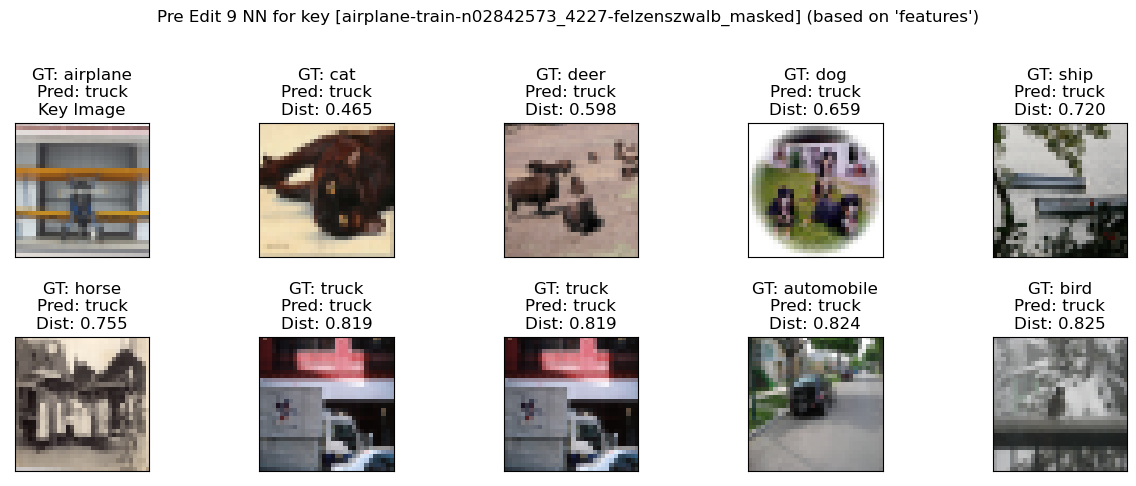 Pre Edit 9 NN for key [airplane-train-n02842573_4227-felzenszwalb_masked] (based on 'features')
GT: airplane
Pred: truck
Key Image
GT: cat
Pred: truck
Dist: 0.465
GT: deer
Pred: truck
Dist: 0.598
GT: dog
Pred: truck
Dist: 0.659
GT: ship
Pred: truck
Dist: 0.720
GT: horse
Pred: truck
Dist: 0.755
GT: truck
Pred: truck
Dist: 0.819
GT: truck
Pred: truck
Dist: 0.819
GT: automobile
Pred: truck
Dist: 0.824
GT: bird
Pred: truck
Dist: 0.825